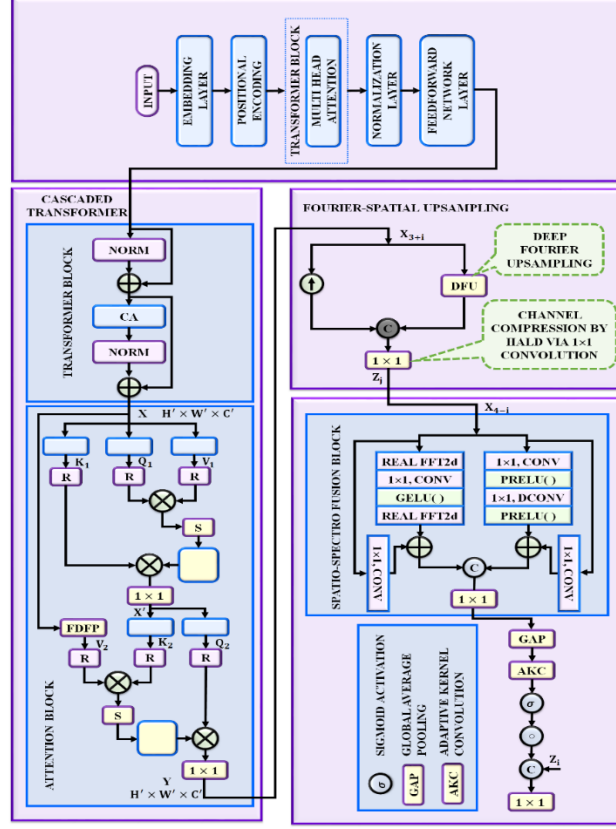 INPUT
EMBEDDING
LAYER
POSITIONAL
ENCODING
TRANSFORMER BLOCK
MULTI HEAD
ATTENTION
NORMALIZATION
LAYER
FEEDFORWARD
NETWORK
LAYER
CASCADED
TRANSFORMER
TRANSFORMER BLOCK
NORM
CA
NORM
ATTENTION BLOCK
X H′ × W′ × C′
K₁
Q₁
V₁
R
R
R
S
1 × 1
X′
FDFP
V₂
K₂
Q₂
R
R
R
S
1 × 1
Y
H′ × W′ × C′
FOURIER-SPATIAL UPSAMPLING
X₃₊ᵢ
DFU
DEEP
FOURIER
UPSAMPLING
C
1 × 1
CHANNEL
COMPRESSION BY
HALD VIA 1×1
CONVOLUTION
Zᵢ
X₄₋ᵢ
SPATIO-SPECTRO FUSION BLOCK
REAL FFT2d
1×1, CONV
GELU( )
REAL FFT2d
1×1, CONV
PRELU( )
1×1, DCONV
PRELU( )
1×1, CONV
1×1, CONV
C
1 × 1
GAP
AKC
σ
C
Zᵢ
1 × 1
σ
SIGMOID ACTIVATION
GAP
GLOBAL AVERAGE
POOLING
AKC
ADAPTIVE KERNEL
CONVOLUTION